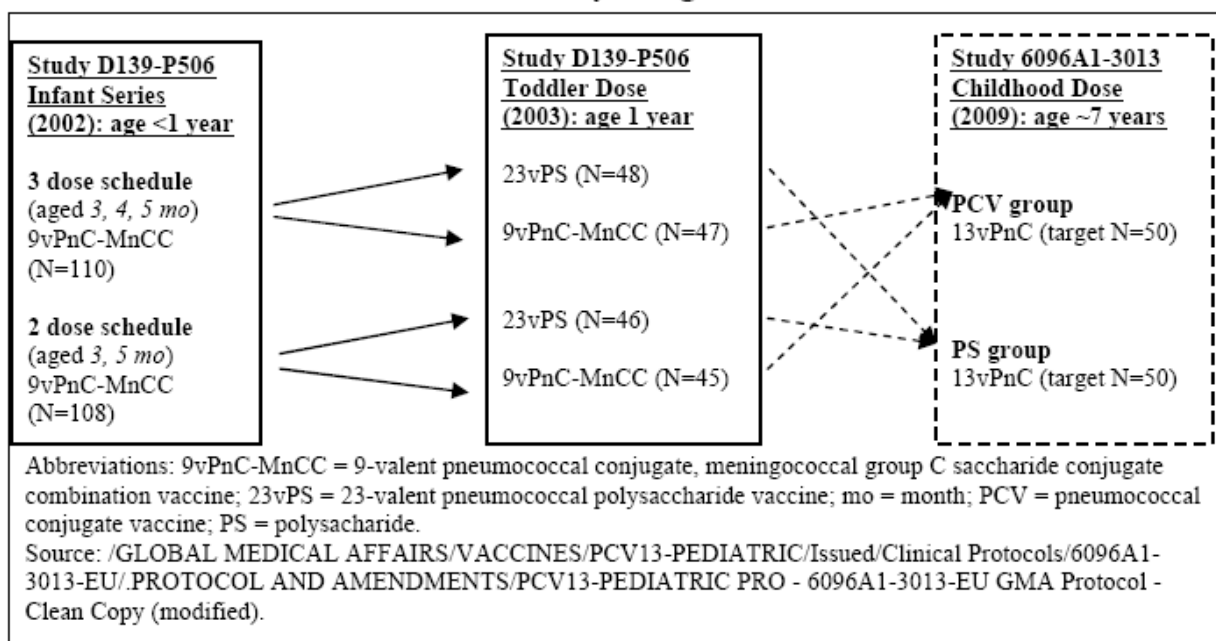 Study D139-P506
Infant Series
(2002): age <1 year
3 dose schedule
(aged 3, 4, 5 mo)
9vPnC-MnCC
(N=110)
2 dose schedule
(aged 3, 5 mo)
9vPnC-MnCC
(N=108)
Study D139-P506
Toddler Dose
(2003): age 1 year
23vPS (N=48)
9vPnC-MnCC (N=47)
23vPS (N=46)
9vPnC-MnCC (N=45)
Study 6096A1-3013
Childhood Dose
(2009): age ~7 years
PCV group
13vPnC (target N=50)
PS group
13vPnC (target N=50)
Abbreviations: 9vPnC-MnCC = 9-valent pneumococcal conjugate, meningococcal group C saccharide conjugate
combination vaccine; 23vPS = 23-valent pneumococcal polysaccharide vaccine; mo = month; PCV = pneumococcal
conjugate vaccine; PS = polysacharide.
Source: /GLOBAL MEDICAL AFFAIRS/VACCINES/PCV13-PEDIATRIC/Issued/Clinical Protocols/6096A1-
3013-EU/.PROTOCOL AND AMENDMENTS/PCV13-PEDIATRIC PRO - 6096A1-3013-EU GMA Protocol -
Clean Copy (modified).